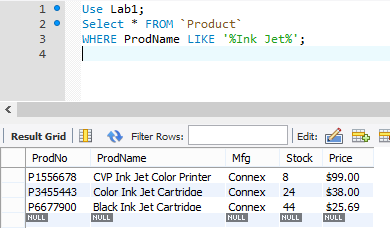 1 Use Lab1;
2 Select * FROM `Product`
3 WHERE ProdName LIKE '%Ink Jet%';
4
Result Grid Filter Rows: Edit:
ProdNo ProdName Mfg Stock Price
P1556678 CVP Ink Jet Color Printer Connex 8 $99.00
P3455443 Color Ink Jet Cartridge Connex 24 $38.00
P6677900 Black Ink Jet Cartridge Connex 44 $25.69
NULL NULL NULL NULL NULL